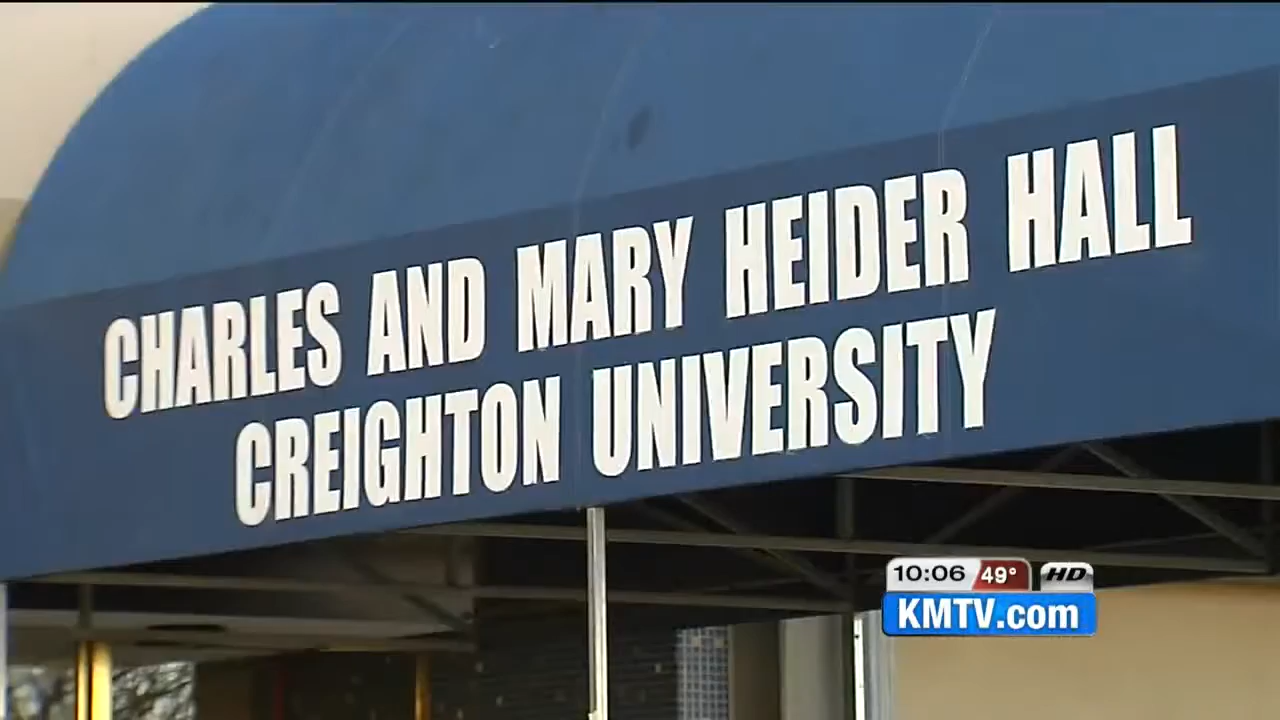 CHARLES AND MARY HEIDER HALL
CREIGHTON UNIVERSITY
10:06 49° HD
KMTV.com